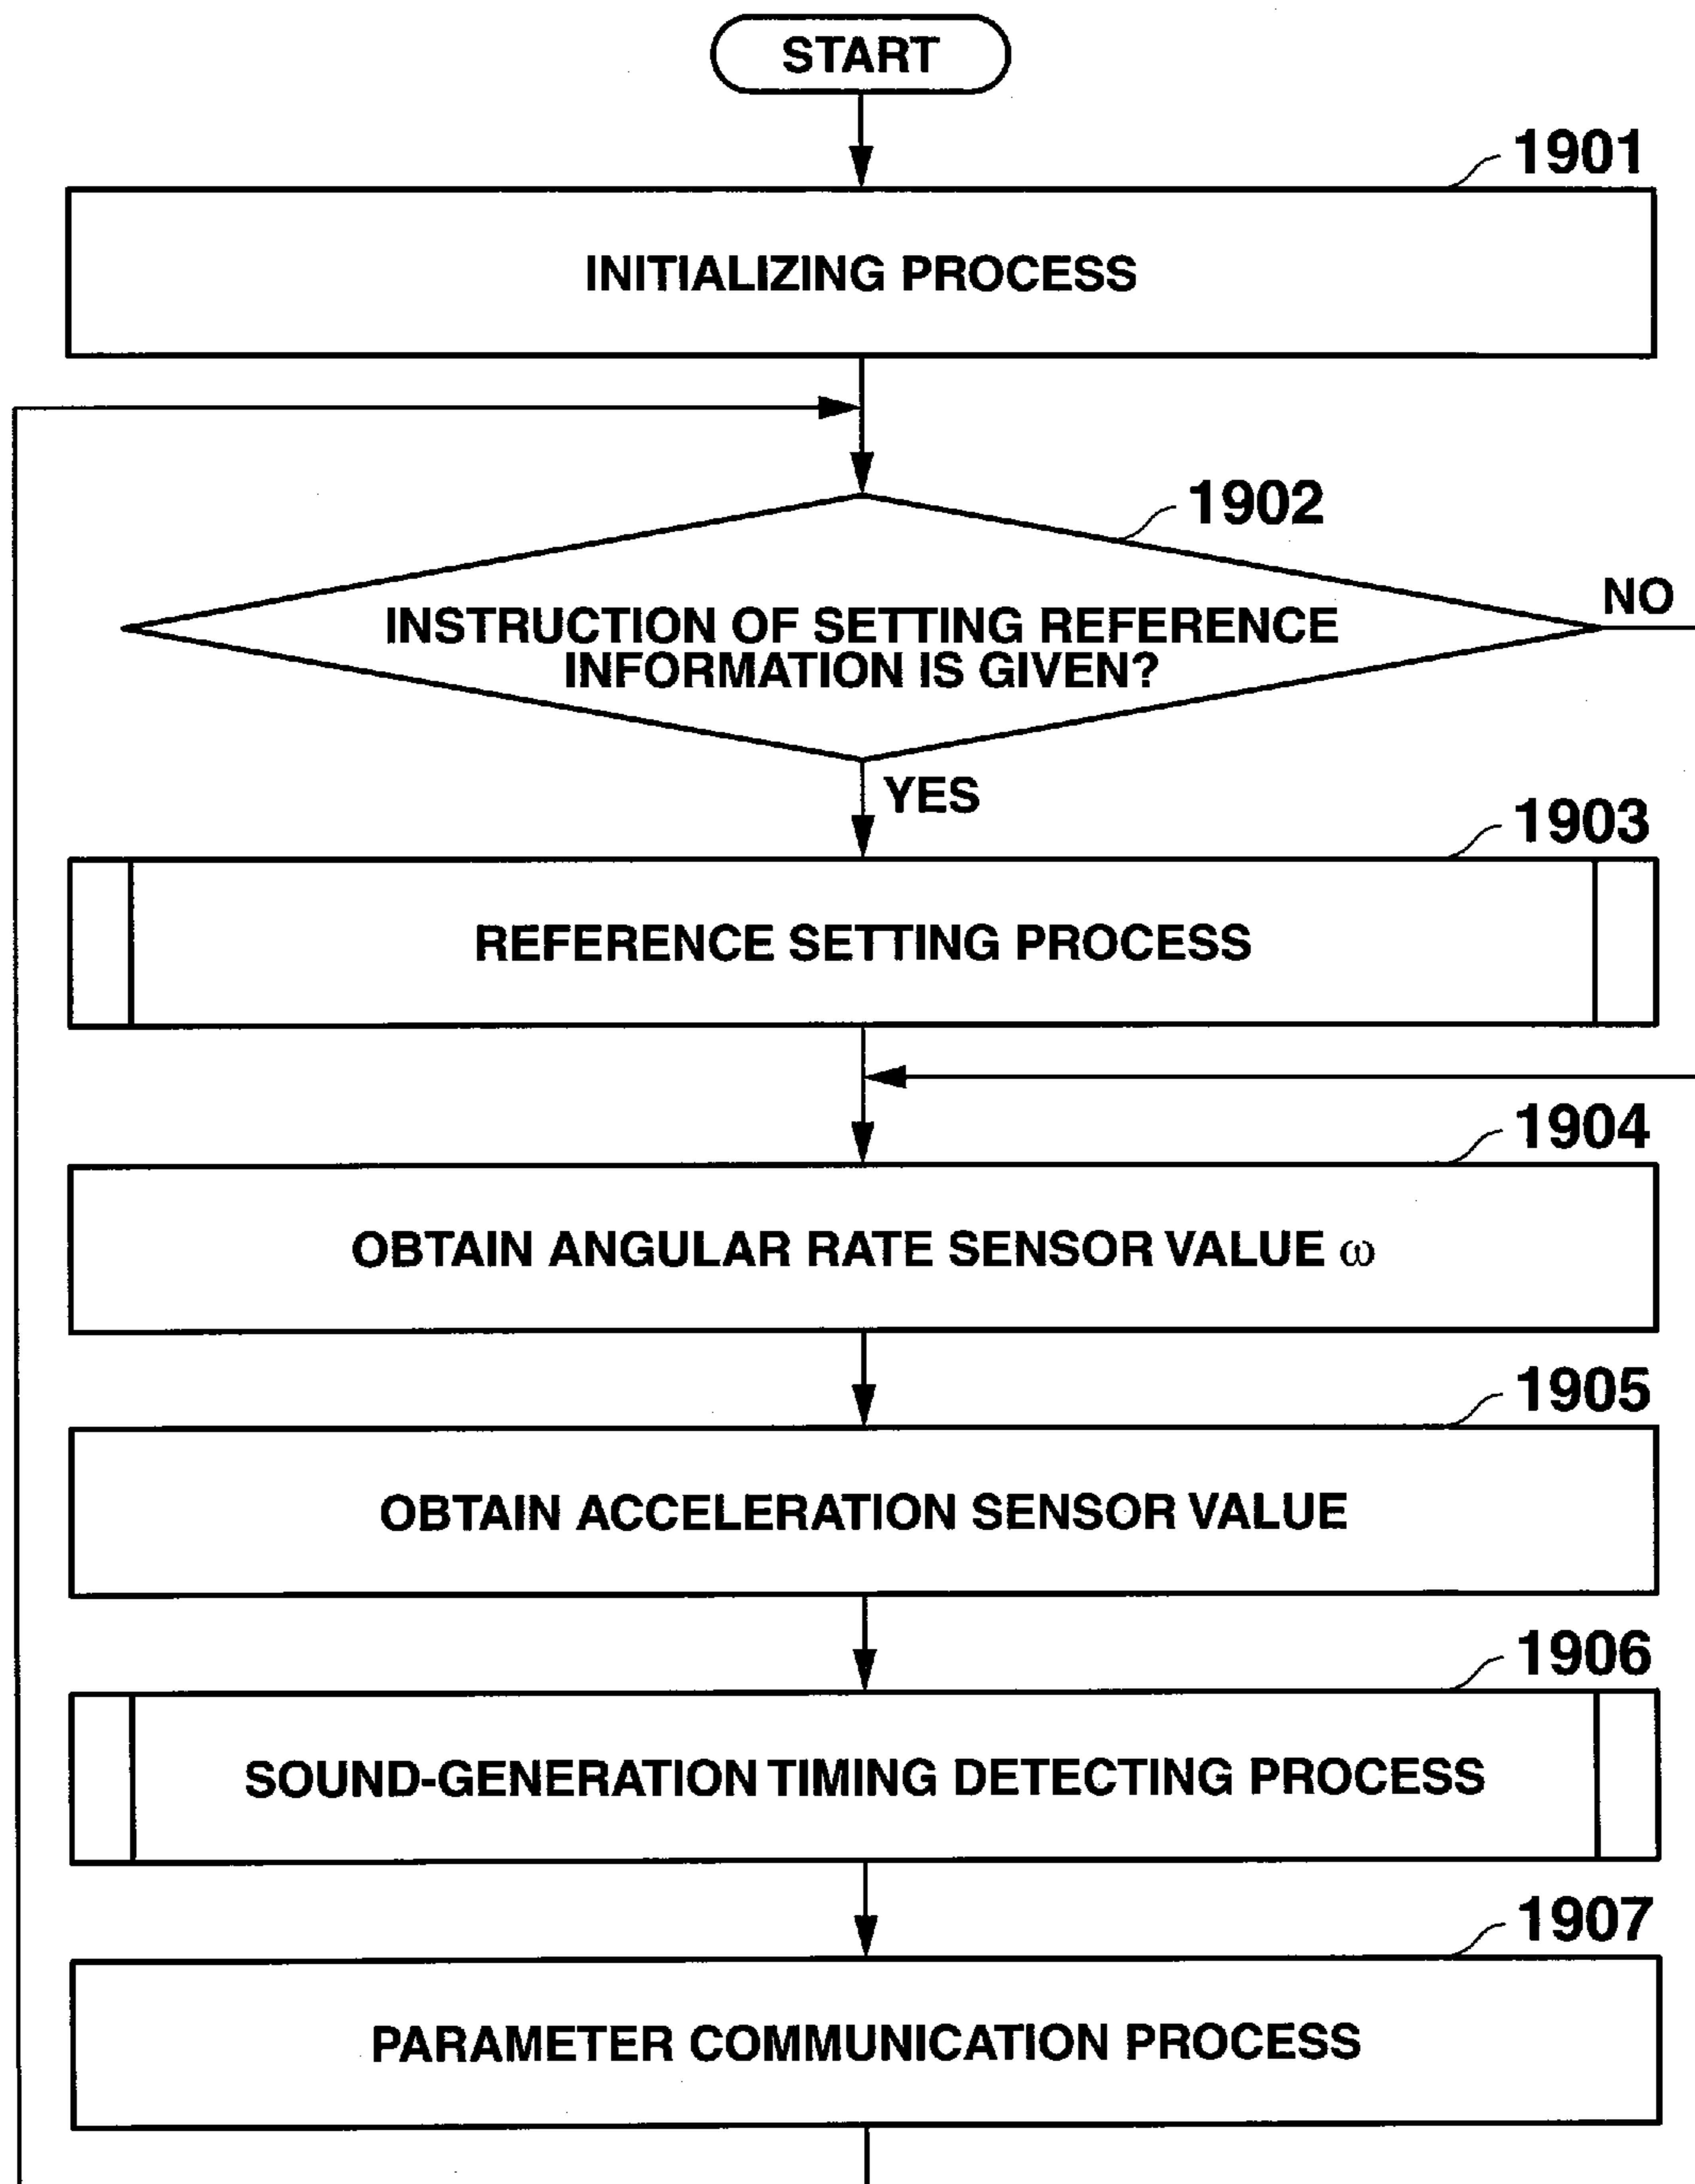 START
1901
INITIALIZING PROCESS
1902
NO
INSTRUCTION OF SETTING REFERENCE
INFORMATION IS GIVEN?
YES
1903
REFERENCE SETTING PROCESS
1904
OBTAIN ANGULAR RATE SENSOR VALUE ω
1905
OBTAIN ACCELERATION SENSOR VALUE
1906
SOUND-GENERATION TIMING DETECTING PROCESS
1907
PARAMETER COMMUNICATION PROCESS